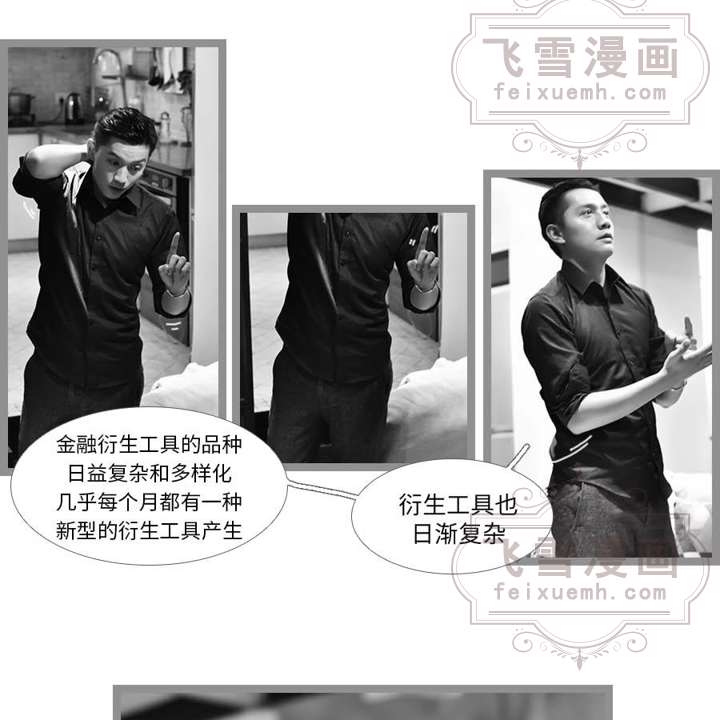 飞雪漫画
feixuemh.com
金融衍生工具的品种
日益复杂和多样化
几乎每个月都有一种
新型的衍生工具产生
衍生工具也
日渐复杂
飞雪漫画
feixuemh.com